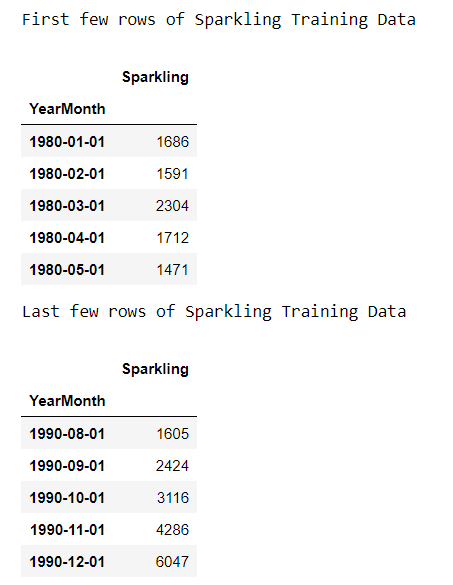 First few rows of Sparkling Training Data
Sparkling
YearMonth
1980-01-01 1686
1980-02-01 1591
1980-03-01 2304
1980-04-01 1712
1980-05-01 1471
Last few rows of Sparkling Training Data
Sparkling
YearMonth
1990-08-01 1605
1990-09-01 2424
1990-10-01 3116
1990-11-01 4286
1990-12-01 6047